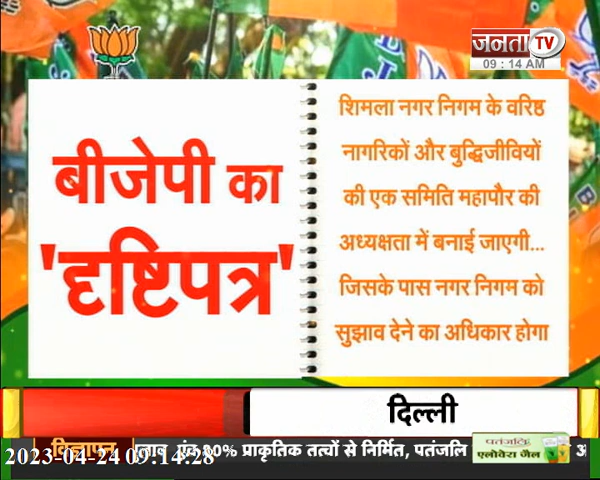 जनता TV
09 : 14 AM
बीजेपी का
'दृष्टिपत्र'
शिमला नगर निगम के वरिष्ठ
नागरिकों और बुद्धिजीवियों
की एक समिति महापौर की
अध्यक्षता में बनाई जाएगी...
जिसके पास नगर निगम को
सुझाव देने का अधिकार होगा
दिल्ली
विज्ञापन 100% प्राकृतिक तत्वों से निर्मित, पतंजलि
पतंजलि
एलोवेरा जैल
2023-04-24 09:14:28